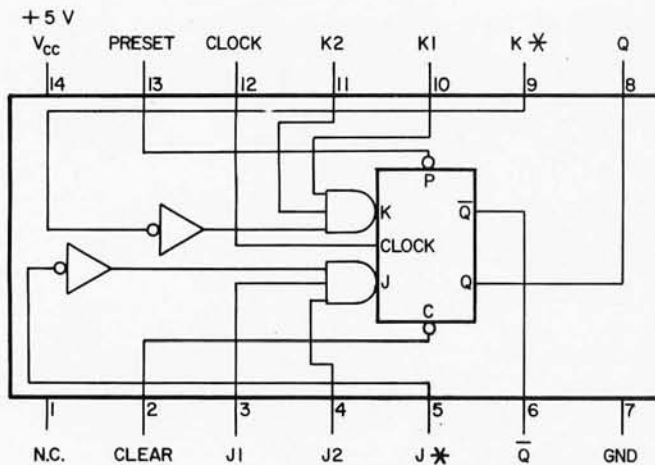 +5 V
VCC PRESET CLOCK K2 K1 K* Q
14 13 12 11 10 9 8
P
K Q̅
CLOCK
J Q
C
1 2 3 4 5 6 7
N.C. CLEAR J1 J2 J* Q̅ GND